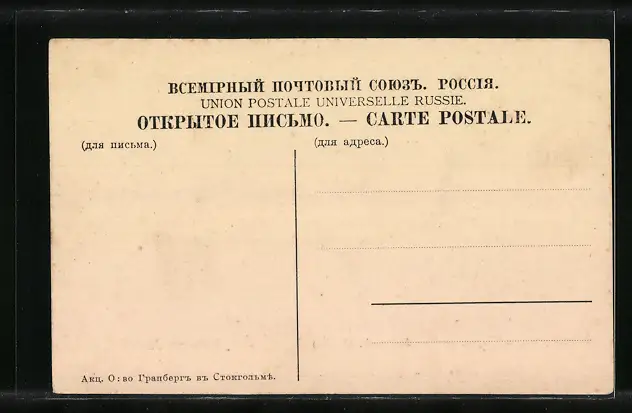 ВСЕМІРНЫЙ ПОЧТОВЫЙ СОЮЗЪ. РОССІЯ.
UNION POSTALE UNIVERSELLE RUSSIE.
ОТКРЫТОЕ ПИСЬМО. — CARTE POSTALE.
(для письма.)
(для адреса.)
Акц. О: во Гранбергъ въ Стокгольмѣ.